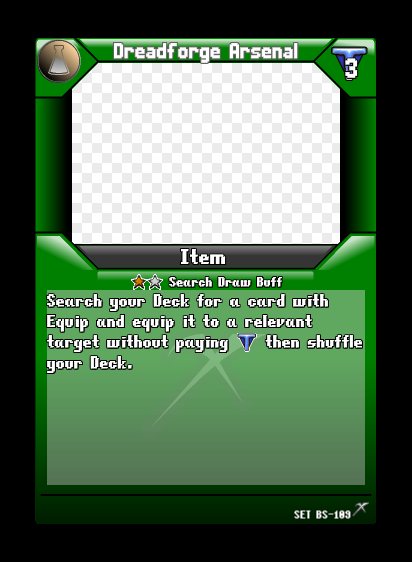 Dreadforge Arsenal
3
Item
Search Draw Buff
Search your Deck for a card with
Equip and equip it to a relevant
target without paying then shuffle
your Deck.
SET BS-109